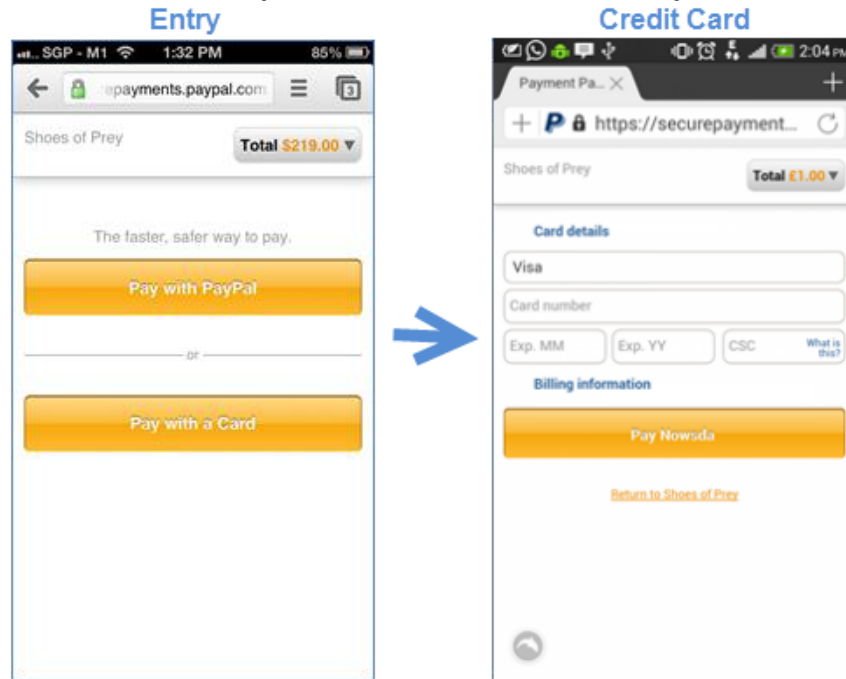 Entry
SGP - M1 1:32 PM 85%
epayments.paypal.com 3
Shoes of Prey
Total $219.00
The faster, safer way to pay.
Pay with PayPal
or
Pay with a Card
Credit Card
2:04 PM
Payment Pa...
https://securepayment...
Shoes of Prey
Total £1.00
Card details
Visa
Card number
Exp. MM Exp. YY CSC What is
this?
Billing information
Pay Nowsda
Return to Shoes of Prey